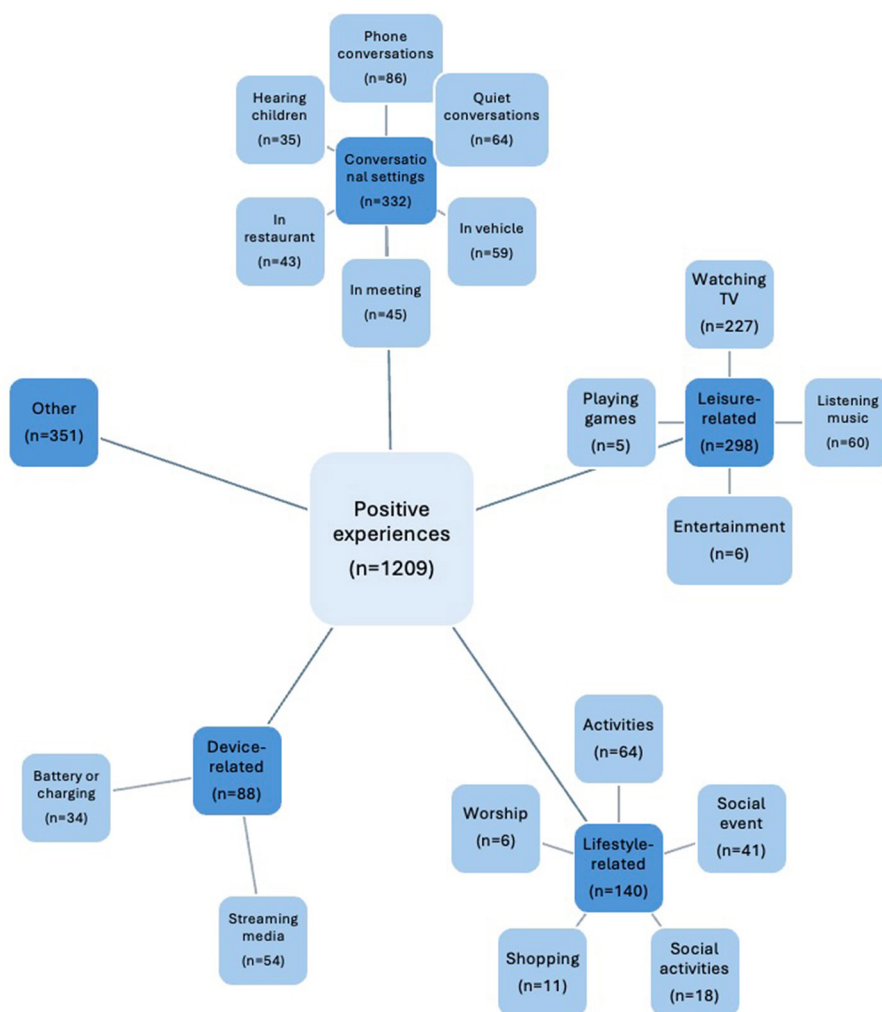 Phone
conversations
(n=86)
Hearing
children
(n=35)
Quiet
conversations
(n=64)
Conversatio
nal settings
(n=332)
In
restaurant
(n=43)
In vehicle
(n=59)
In meeting
(n=45)
Watching
TV
(n=227)
Playing
games
(n=5)
Leisure-
related
(n=298)
Listening
music
(n=60)
Entertainment
(n=6)
Other
(n=351)
Positive
experiences
(n=1209)
Device-
related
(n=88)
Battery or
charging
(n=34)
Streaming
media
(n=54)
Activities
(n=64)
Worship
(n=6)
Social
event
(n=41)
Lifestyle-
related
(n=140)
Shopping
(n=11)
Social
activities
(n=18)